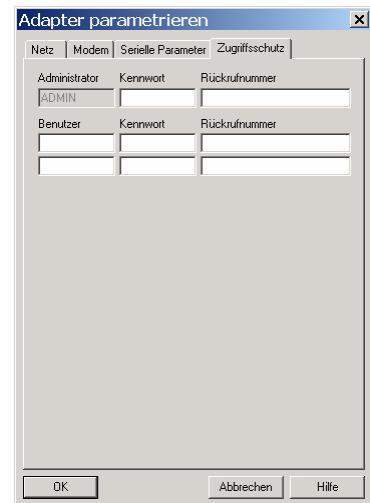 Adapter parametrieren
Netz Modem Serielle Parameter Zugriffsschutz
Administrator Kennwort Rückrufnummer
ADMIN
Benutzer Kennwort Rückrufnummer
OK Abbrechen Hilfe